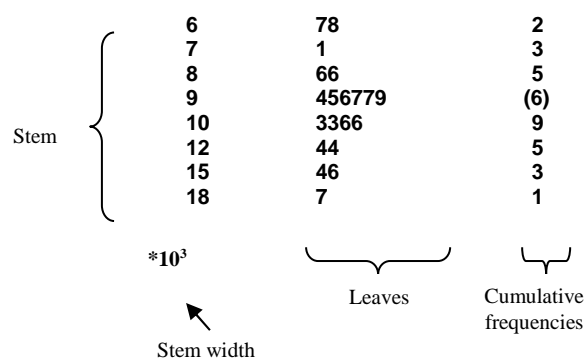 6 78 2
7 1 3
8 66 5
9 456779 (6)
10 3366 9
Stem
12 44 5
15 46 3
18 7 1
*10³
Leaves
Cumulative
frequencies
Stem width